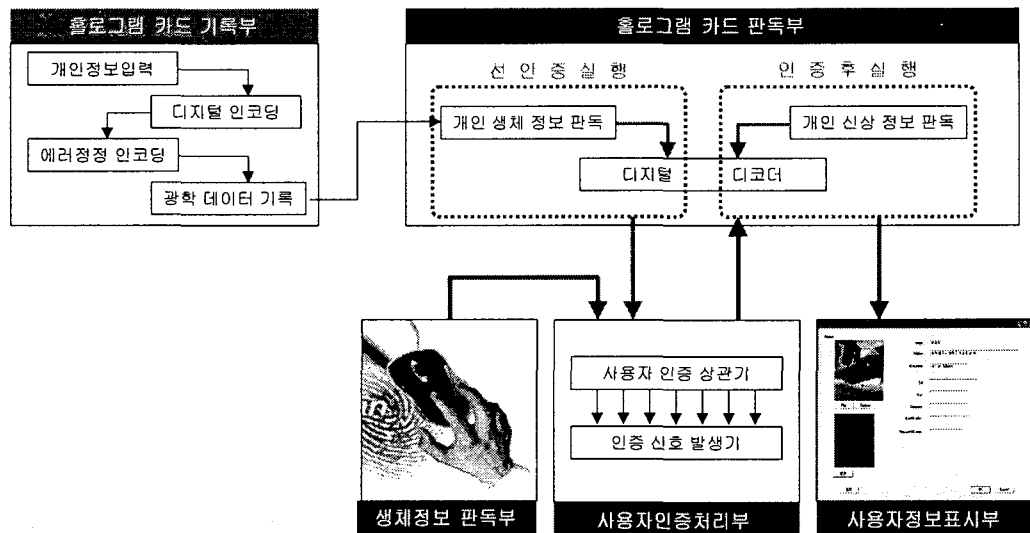 홀로그램 카드 기록부
개인정보입력
디지털 인코딩
에러정정 인코딩
광학 데이터 기록
홀로그램 카드 판독부
선 인 증 실 행
인 증 후 실 행
개인 생체 정보 판독
개인 신상 정보 판독
디지털 디코더
사용자 인증 상관기
인증 신호 발생기
생체정보 판독부
사용자인증처리부
사용자정보표시부